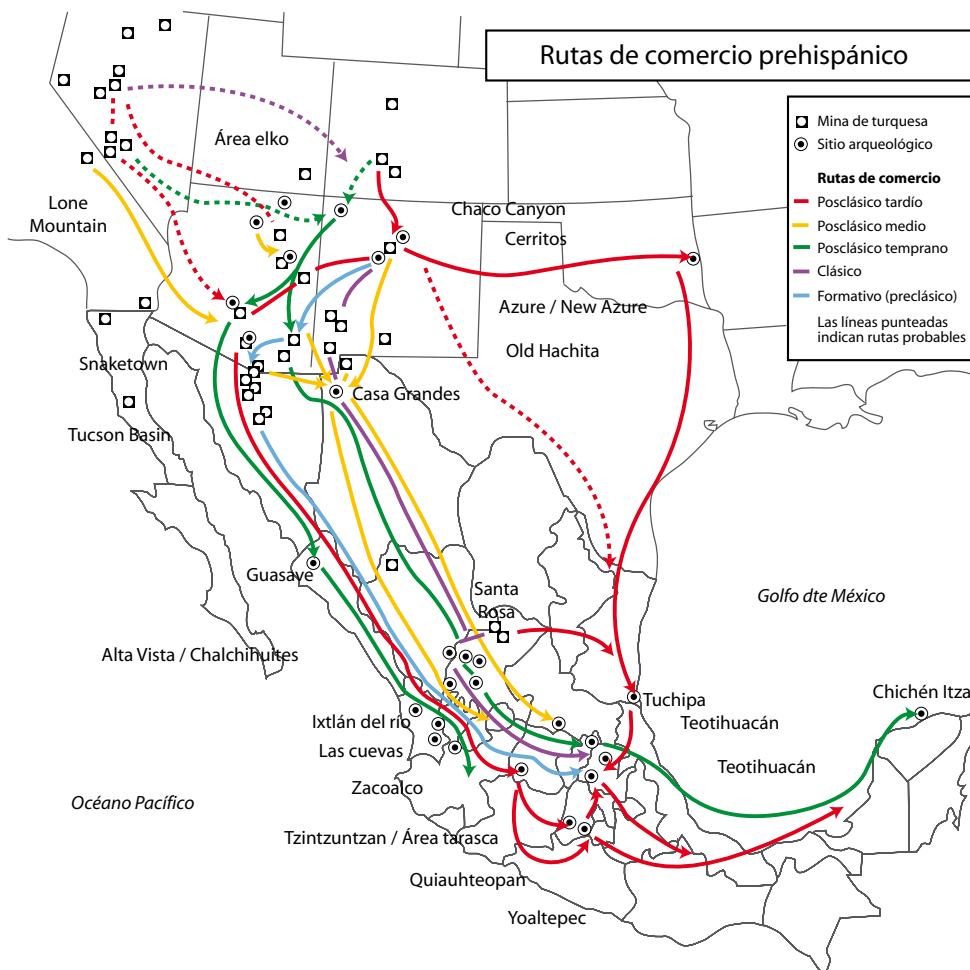 Rutas de comercio prehispánico
Mina de turquesa
Sitio arqueológico
Rutas de comercio
Posclásico tardío
Posclásico medio
Posclásico temprano
Clásico
Formativo (preclásico)
Las líneas punteadas
indican rutas probables
Área elko
Lone
Mountain
Chaco Canyon
Cerritos
Azure / New Azure
Old Hachita
Snaketown
Casa Grandes
Tucson Basin
Guasave
Santa
Rosa
Golfo dte México
Alta Vista / Chalchihuites
Tuchipa
Chichén Itza
Ixtlán del río
Teotihuacán
Las cuevas
Teotihuacán
Zacoalco
Océano Pacífico
Tzintzuntzan / Área tarasca
Quiauhteopan
Yoaltepec